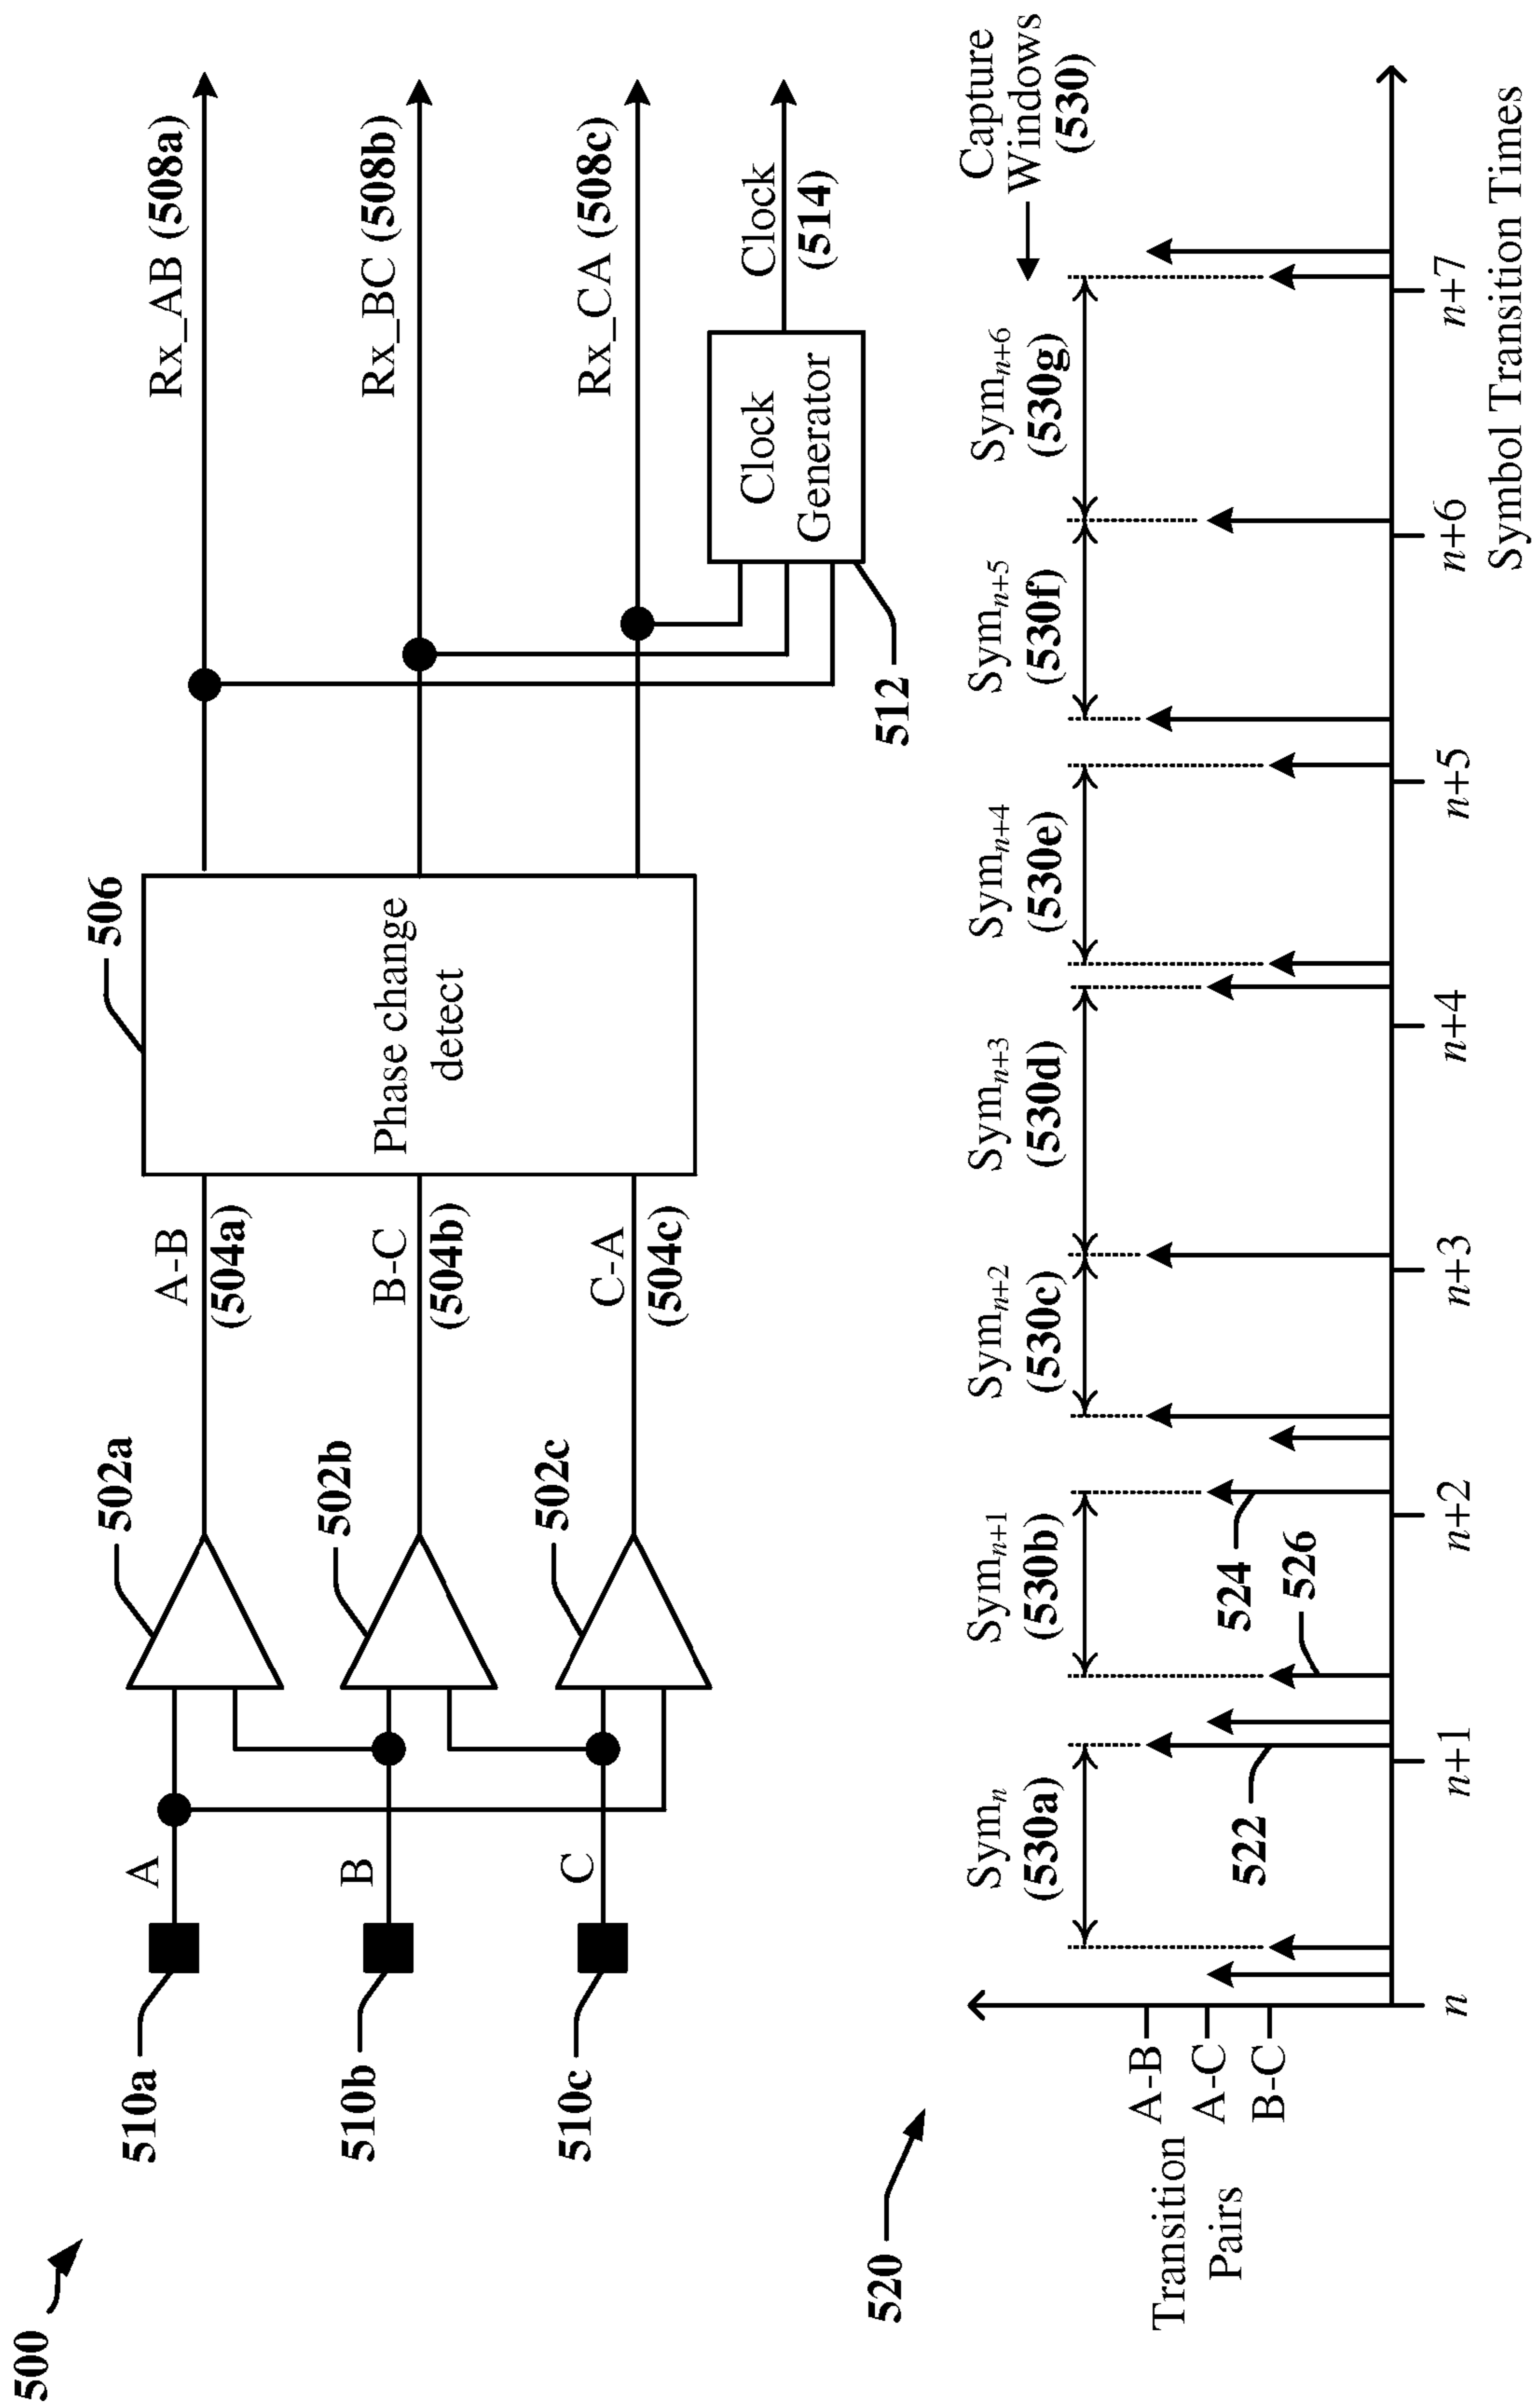 500
510a
A
502a
A-B
(504a)
506
Rx_AB (508a)
510b
B
502b
B-C
(504b)
Phase change
detect
Rx_BC (508b)
510c
C
502c
C-A
(504c)
Rx_CA (508c)
512
Clock
Generator
Clock
(514)
520
Transition
Pairs
A-B
A-C
B-C
Symn
(530a)
Symn+1
(530b)
Symn+2
(530c)
Symn+3
(530d)
Symn+4
(530e)
Symn+5
(530f)
Symn+6
(530g)
Capture
Windows
(530)
522
524
526
n
n+1
n+2
n+3
n+4
n+5
n+6
n+7
Symbol Transition Times